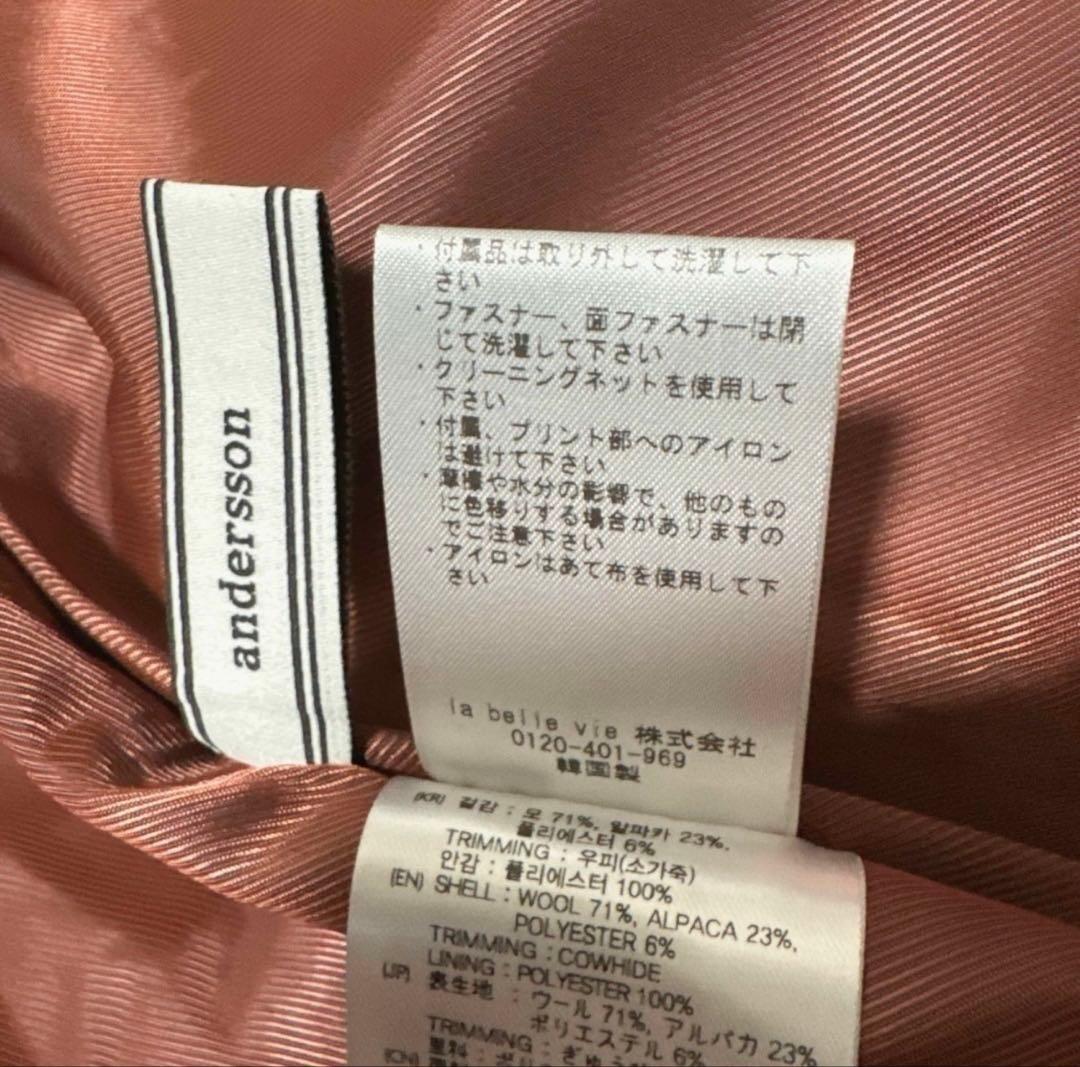 andersson
・付属品は取り外して洗濯して下
さい
・ファスナー、面ファスナーは閉
じて洗濯して下さい
・クリーニングネットを使用して
下さい
・付属、プリント部へのアイロン
は避けて下さい
・摩擦や水分の影響で、他のもの
に色移りする場合がありますの
でご注意下さい
・アイロンはあて布を使用して下
さい
la belle vie 株式会社
0120-401-969
韓国製
(KR) 겉감 : 모 71%, 알파카 23%,
폴리에스터 6%
TRIMMING : 우피(소가죽)
안감 : 폴리에스터 100%
(EN) SHELL : WOOL 71%, ALPACA 23%,
POLYESTER 6%
TRIMMING : COWHIDE
LINING : POLYESTER 100%
(JP) 表生地 : ウール 71%, アルパカ 23%
ポリエステル 6%
TRIMMING : ぎゅう
里料 : ポリ
(CN)